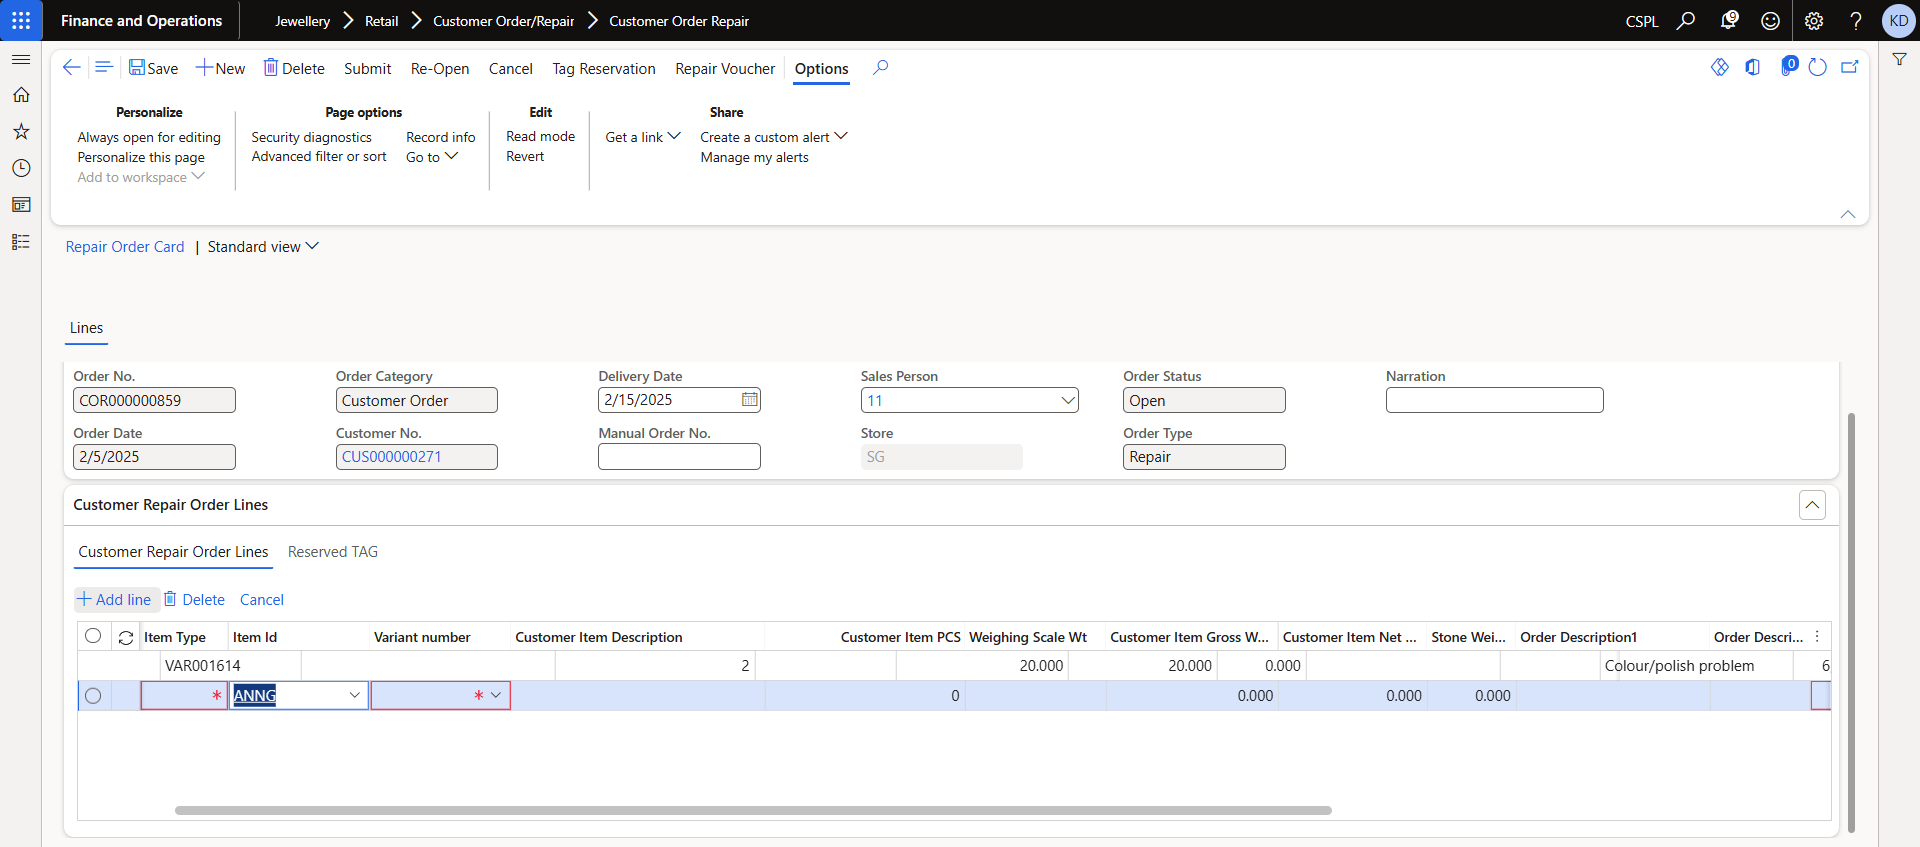 Finance and Operations
Jewellery Retail Customer Order/Repair Customer Order Repair
CSPL 9 ? KD
Save New Delete Submit Re-Open Cancel Tag Reservation Repair Voucher Options 0
Personalize Page options Edit Share
Always open for editing Security diagnostics Record info Read mode Get a link Create a custom alert
Personalize this page Advanced filter or sort Go to Revert Manage my alerts
Add to workspace
Repair Order Card | Standard view
Lines
Order No. Order Category Delivery Date Sales Person Order Status Narration
COR000000859 Customer Order 2/15/2025 11 Open
Order Date Customer No. Manual Order No. Store Order Type
2/5/2025 CUS000000271 SG Repair
Customer Repair Order Lines
Customer Repair Order Lines Reserved TAG
Add line Delete Cancel
Item Type Item Id Variant number Customer Item Description Customer Item PCS Weighing Scale Wt Customer Item Gross W... Customer Item Net ... Stone Wei... Order Description1 Order Descri...
VAR001614 2 20.000 20.000 0.000 Colour/polish problem 6
* ANNG * 0 0.000 0.000 0.000